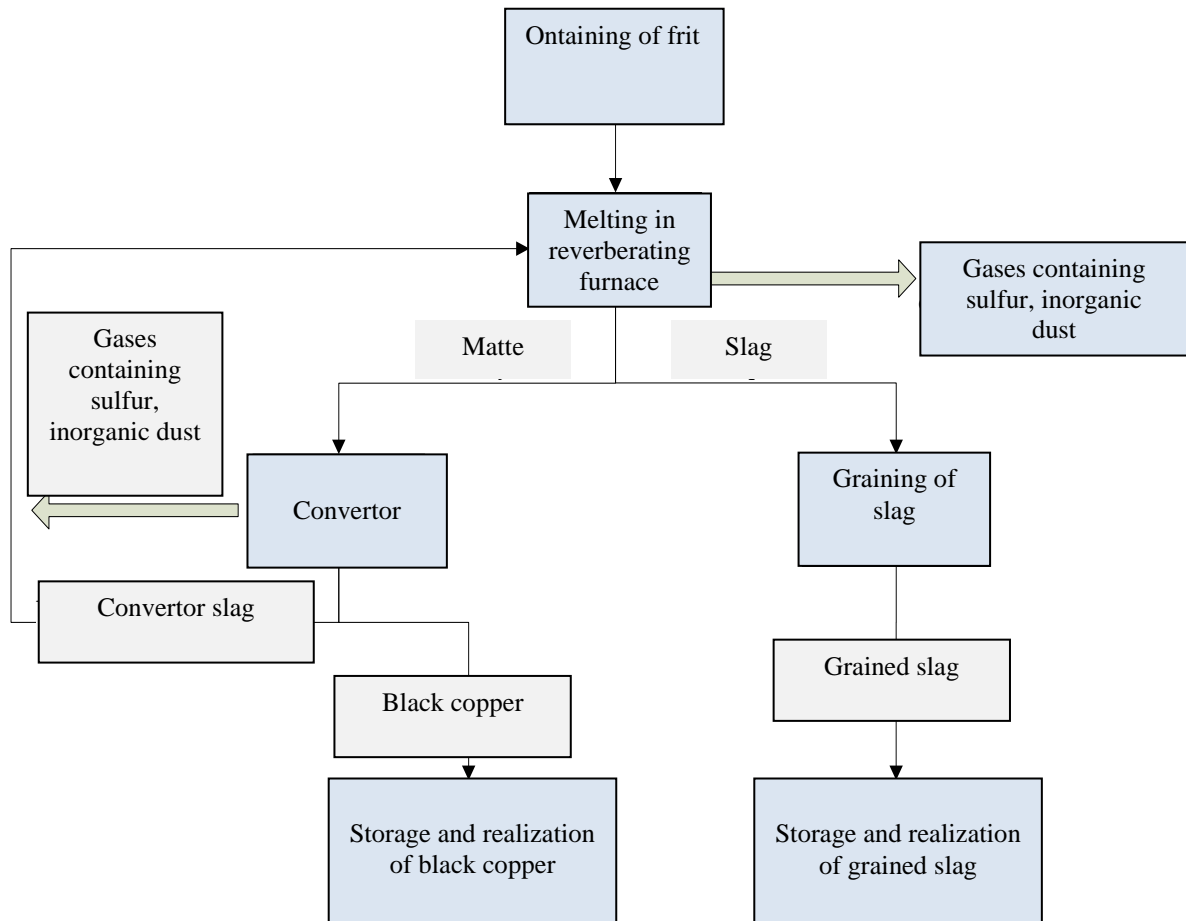 Ontaining of frit
Melting in
reverberating
furnace
Gases containing
sulfur, inorganic
dust
Gases
containing
sulfur,
inorganic dust
Matte
Slag
Convertor
Graining of
slag
Convertor slag
Grained slag
Black copper
Storage and realization
of black copper
Storage and realization
of grained slag